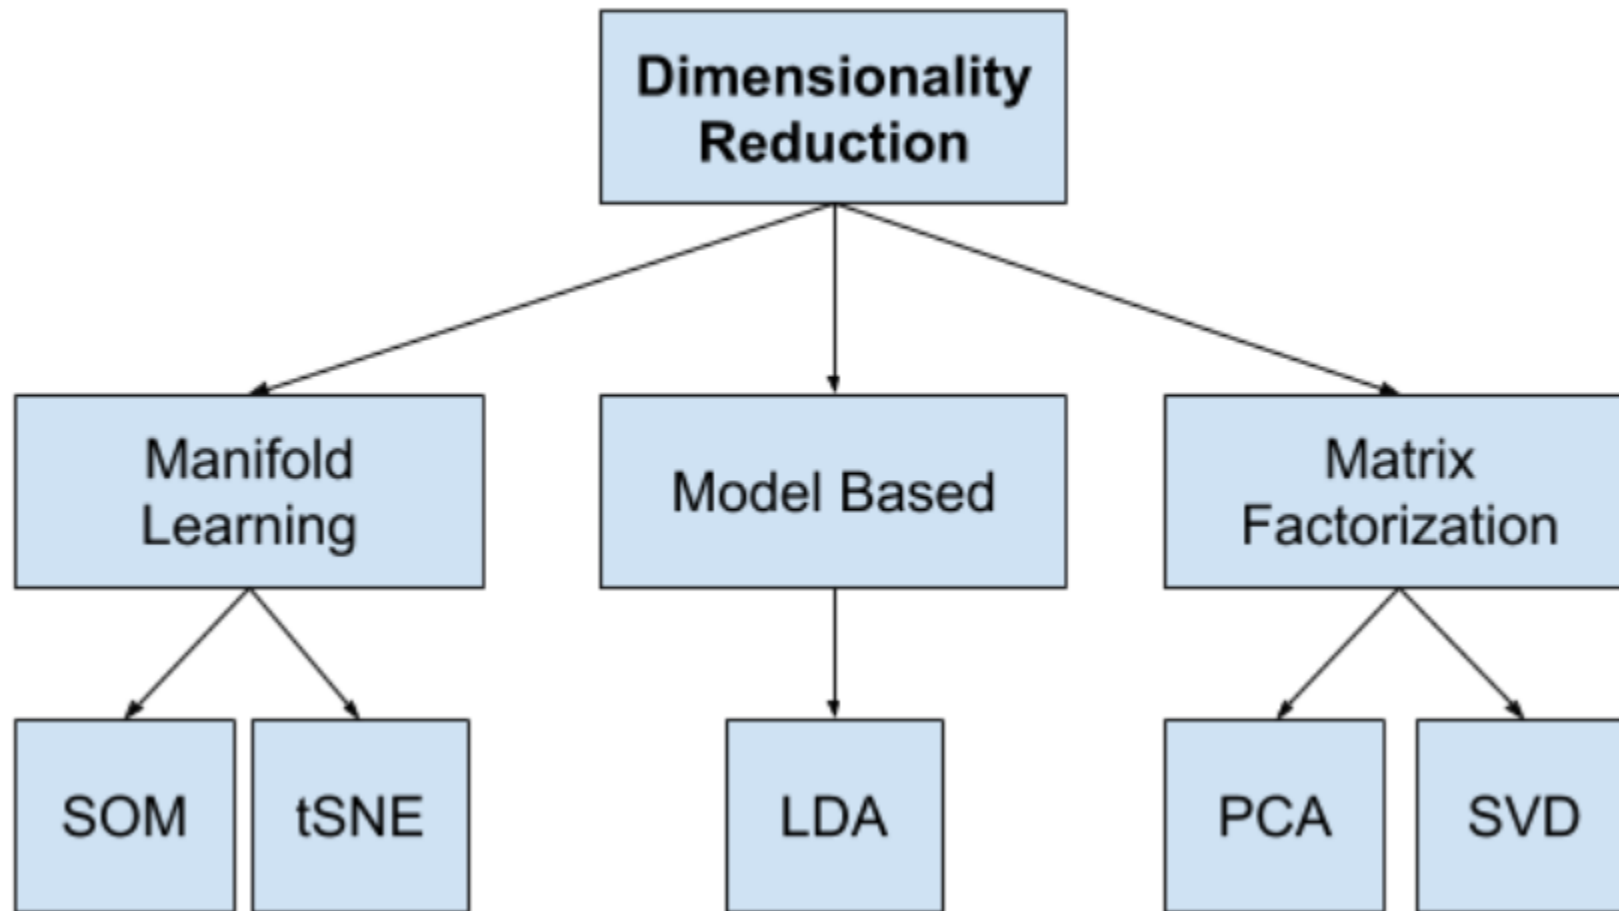 Dimensionality
Reduction
Manifold
Learning
Model Based
Matrix
Factorization
SOM
tSNE
LDA
PCA
SVD